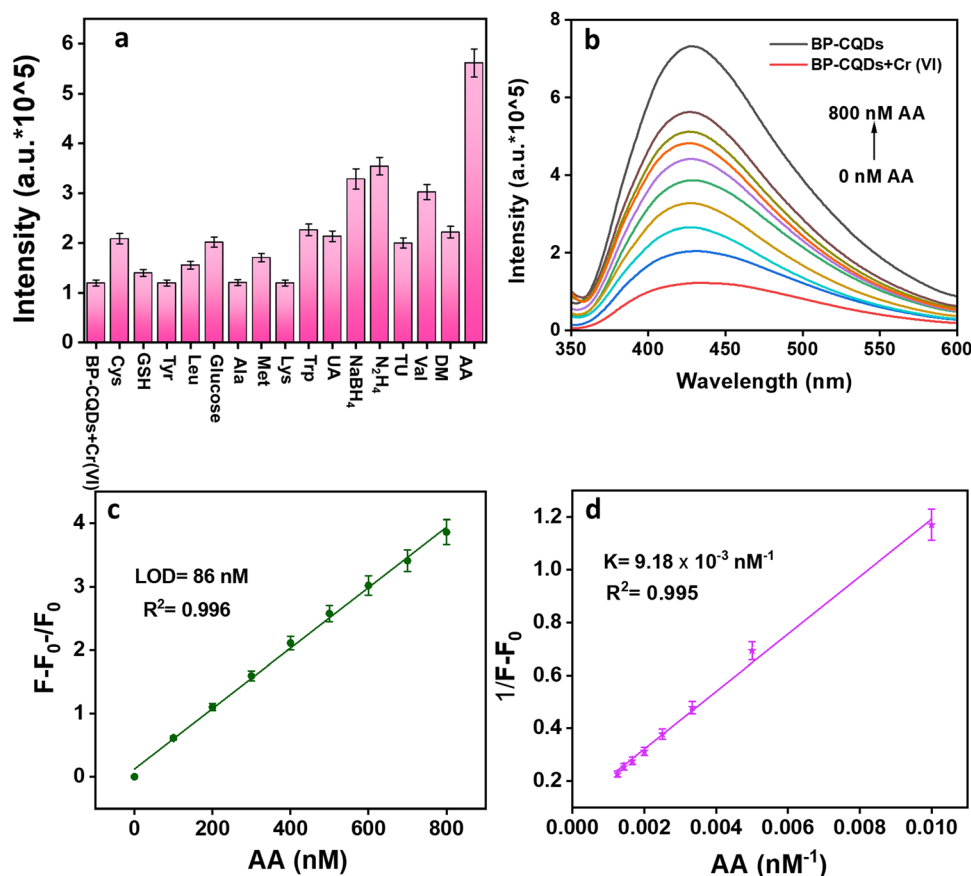 a
Intensity (a.u.*10^5)
6
5
4
3
2
1
0
BP-CQDs+Cr(VI)
Cys
GSH
Tyr
Leu
Glucose
Ala
Met
Lys
Trp
UA
NaBH₄
N₂H₄
TU
Val
DM
AA
b
Intensity (a.u.*10^5)
8
6
4
2
0
BP-CQDs
BP-CQDs+Cr (VI)
800 nM AA
0 nM AA
350 400 450 500 550 600
Wavelength (nm)
c
F-F₀-/F₀
4
3
2
1
0
LOD= 86 nM
R²= 0.996
0 200 400 600 800
AA (nM)
d
1/F-F₀
1.2
1.0
0.8
0.6
0.4
0.2
K= 9.18 x 10⁻³ nM⁻¹
R²= 0.995
0.000 0.002 0.004 0.006 0.008 0.010
AA (nM⁻¹)